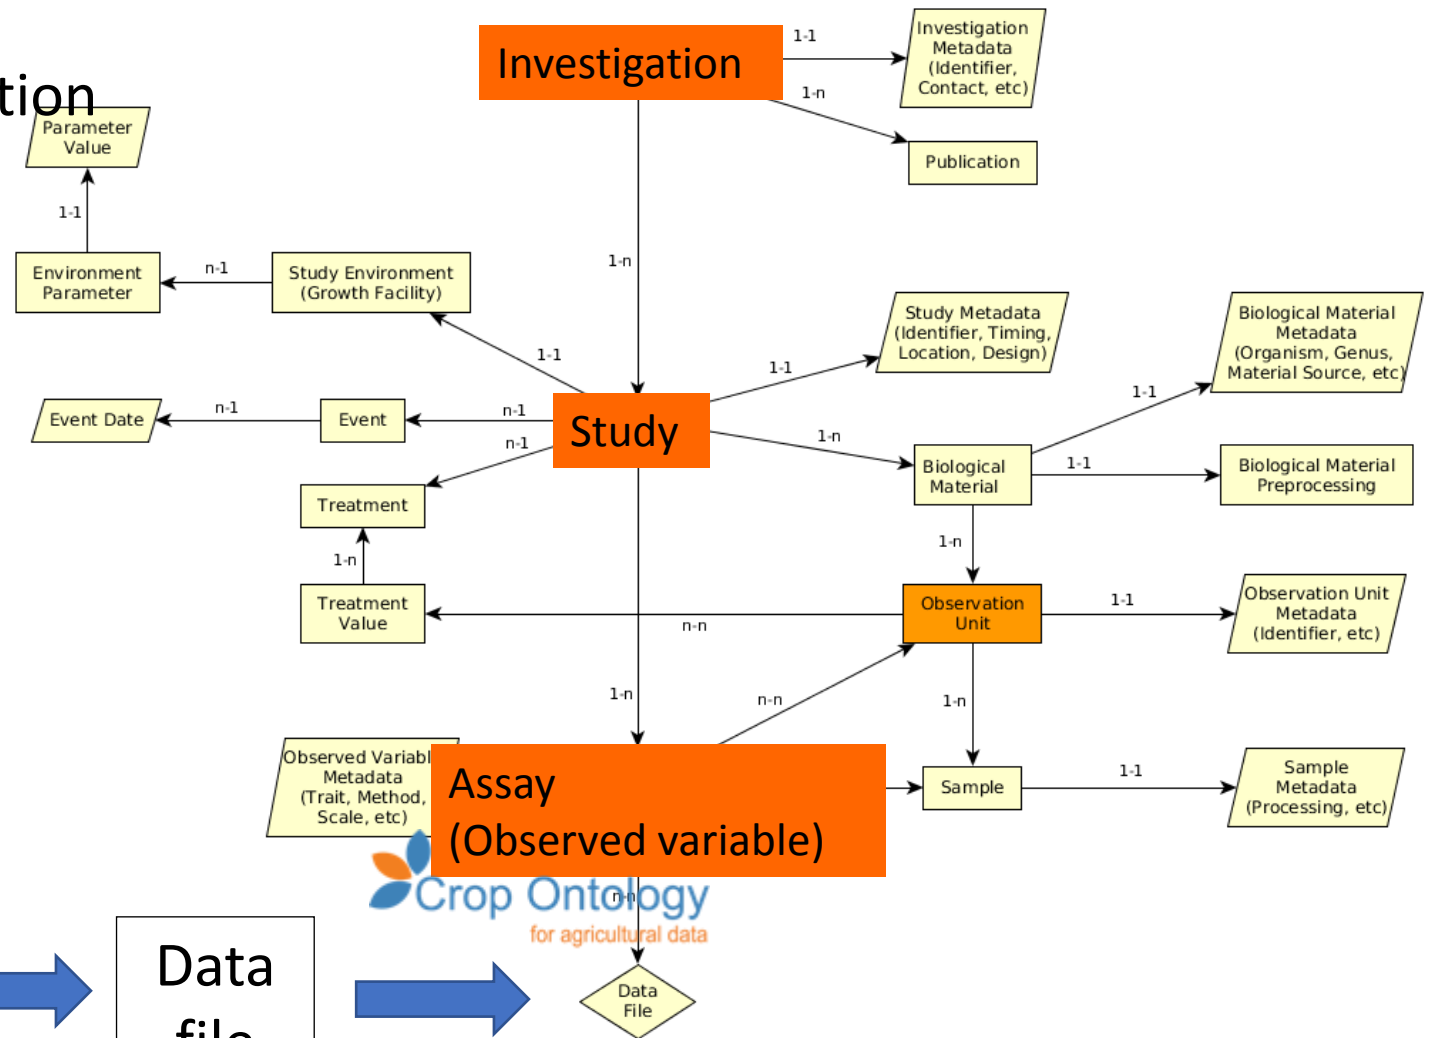 Investigation
1-1
Investigation
Metadata
(Identifier,
Contact, etc)
1-n
Publication
tion
Parameter
Value
1-1
Environment
Parameter
n-1
Study Environment
(Growth Facility)
1-n
1-1
Study Metadata
(Identifier, Timing,
Location, Design)
1-1
Biological Material
Metadata
(Organism, Genus,
Material Source, etc)
1-1
Event Date
n-1
Event
n-1
Study
n-1
1-n
Biological
Material
1-1
Biological Material
Preprocessing
Treatment
1-n
Treatment
Value
1-n
n-n
Observation
Unit
1-1
Observation Unit
Metadata
(Identifier, etc)
1-n
n-n
1-n
Observed Variabl
Metadata
(Trait, Method,
Scale, etc)
Assay
(Observed variable)
Sample
1-1
Sample
Metadata
(Processing, etc)
n-n
Crop Ontology
for agricultural data
Data
file
Data
File